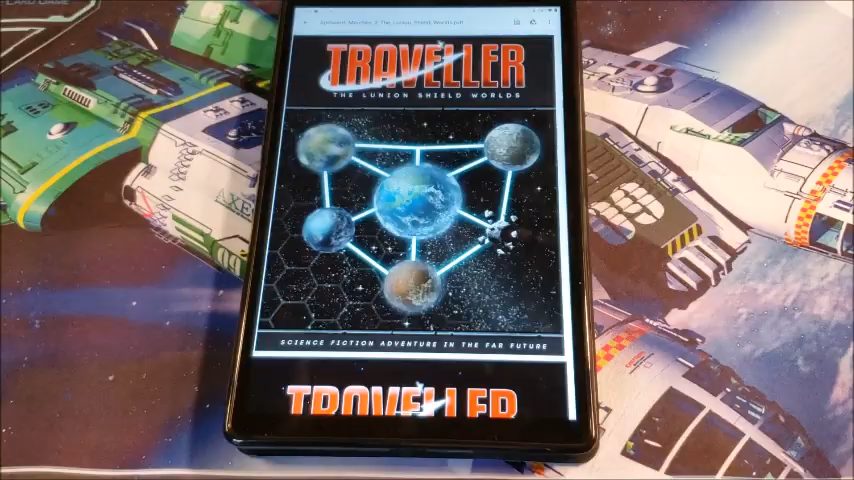 TRAVELLER
THE LUNION SHIELD WORLDS
SCIENCE FICTION ADVENTURE IN THE FAR FUTURE
TRAVELLER